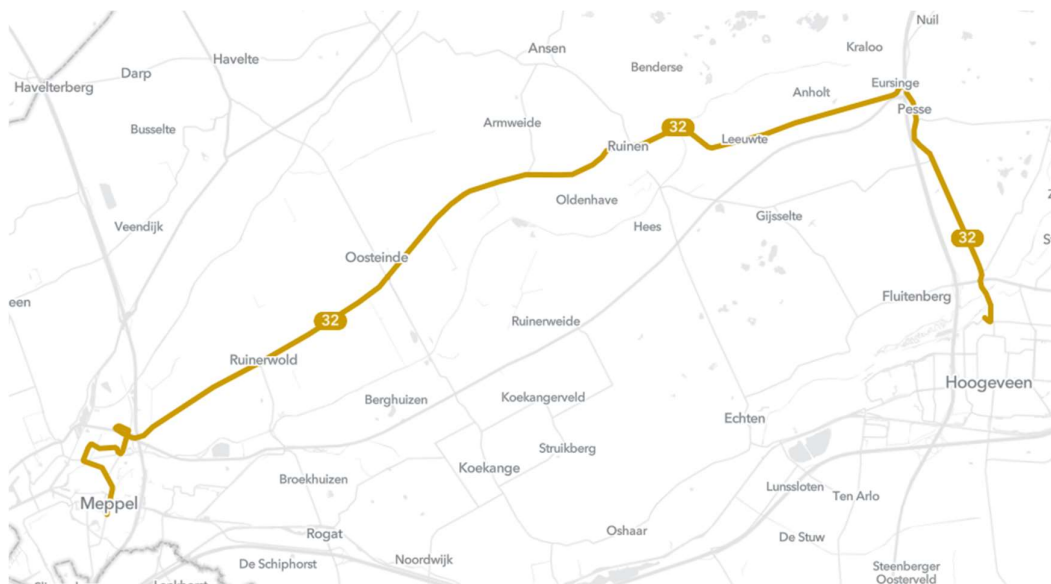 Nuil
Ansen
Kraloo
Havelte
Benderse
Darp
Havelterberg
Eursinge
Anholt
Pesse
Armweide
Busselte
32
Leeuwte
Ruinen
Oldenhave
Gijsselte
Veendijk
Hees
32
Oosteinde
Fluitenberg
een
32
Ruinerweide
Ruinerwold
Hoogeveen
Koekangerveld
Berghuizen
Echten
Struikberg
Koekange
Broekhuizen
Lunssloten
Ten Arlo
Meppel
Oshaar
Rogat
De Stuw
Noordwijk
De Schiphorst
Steenberger
Oosterveld